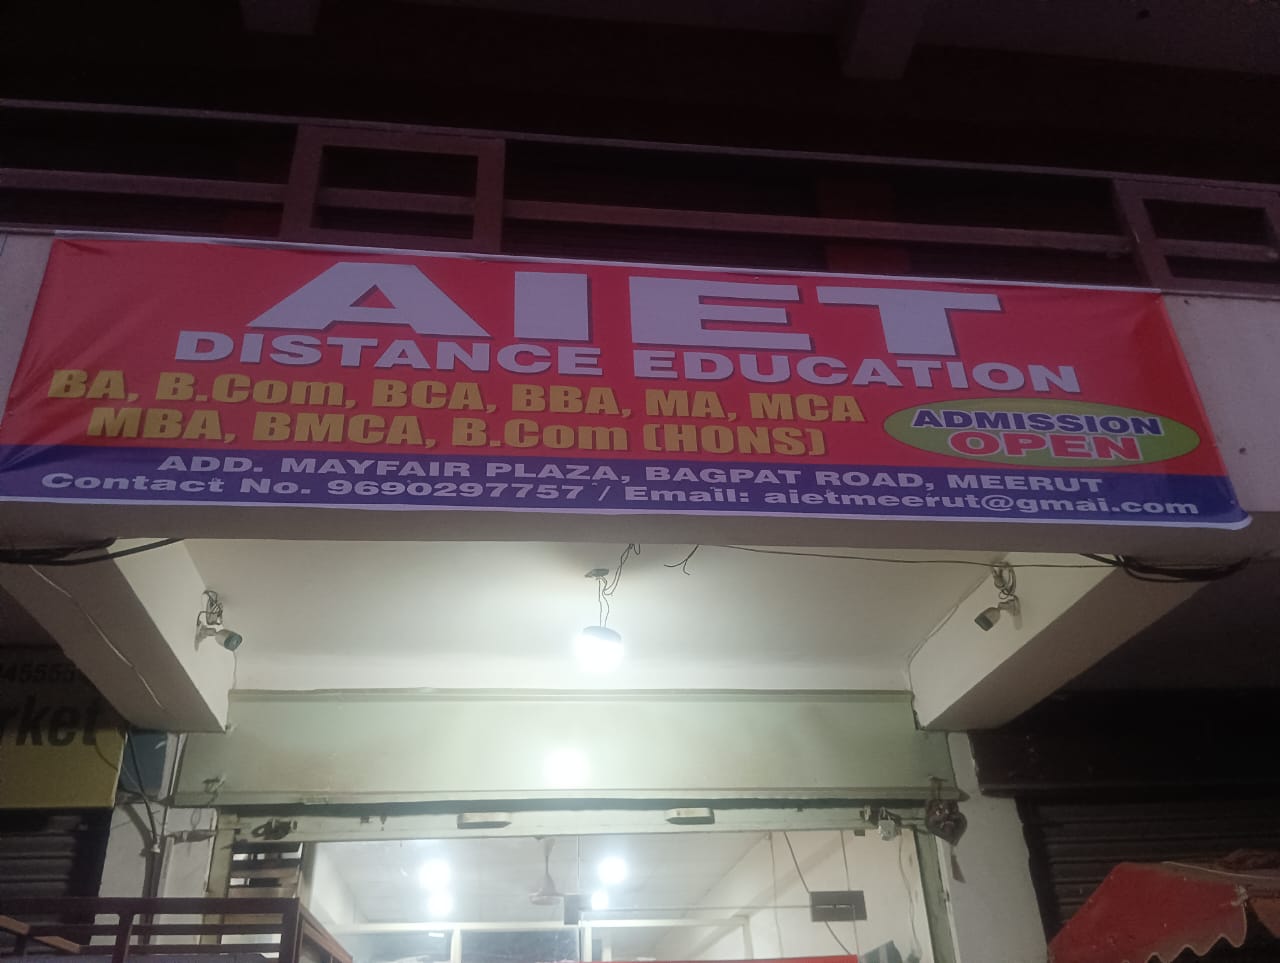 AIET
DISTANCE EDUCATION
BA, B.Com, BCA, BBA, MA, MCA
MBA, BMCA, B.Com (HONS)
ADMISSION
OPEN
ADD. MAYFAIR PLAZA, BAGPAT ROAD, MEERUT
Contact No. 9690297757 / Email: aietmeerut@gmai.com